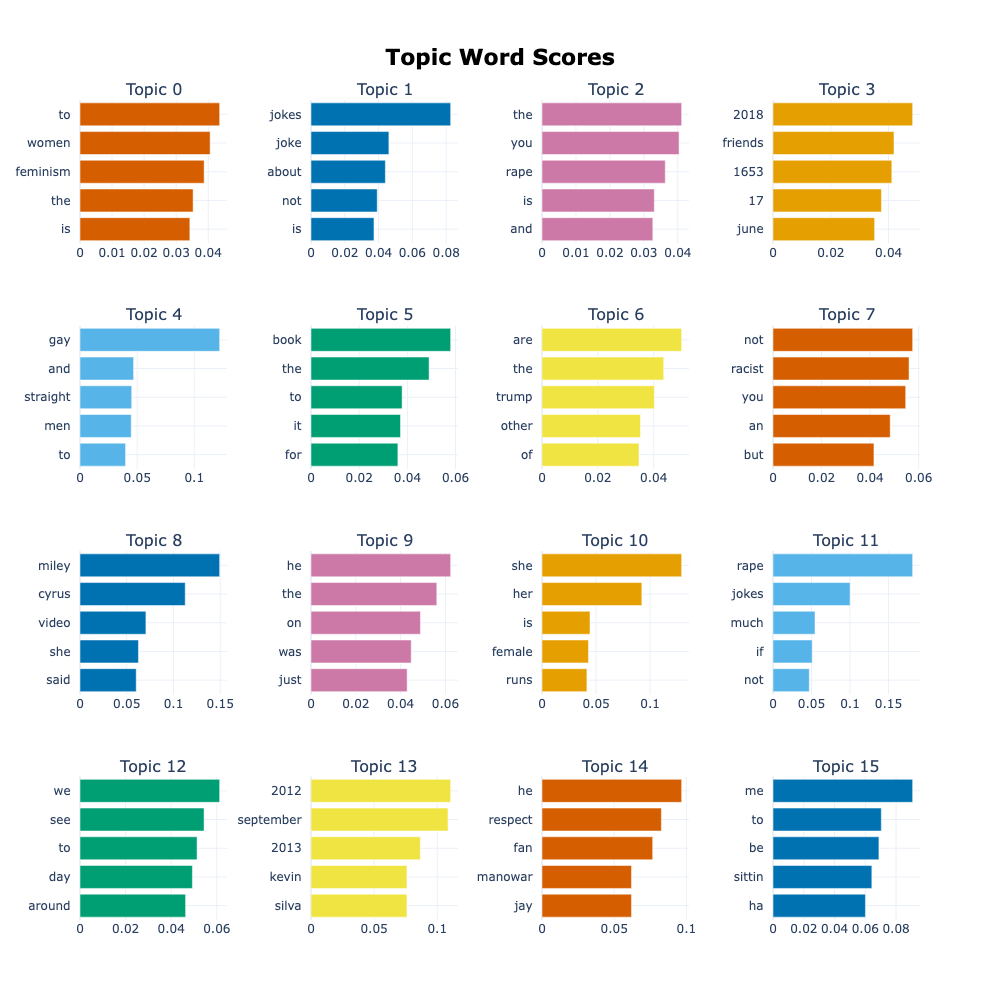 Topic Word Scores
Topic 0
to
women
feminism
the
is
0 0.01 0.02 0.03 0.04
Topic 1
jokes
joke
about
not
is
0 0.02 0.04 0.06 0.08
Topic 2
the
you
rape
is
and
0 0.01 0.02 0.03 0.04
Topic 3
2018
friends
1653
17
june
0 0.02 0.04
Topic 4
gay
and
straight
men
to
0 0.05 0.1
Topic 5
book
the
to
it
for
0 0.02 0.04 0.06
Topic 6
are
the
trump
other
of
0 0.02 0.04
Topic 7
not
racist
you
an
but
0 0.02 0.04 0.06
Topic 8
miley
cyrus
video
she
said
0 0.05 0.1 0.15
Topic 9
he
the
on
was
just
0 0.02 0.04 0.06
Topic 10
she
her
is
female
runs
0 0.05 0.1
Topic 11
rape
jokes
much
if
not
0 0.05 0.1 0.15
Topic 12
we
see
to
day
around
0 0.02 0.04 0.06
Topic 13
2012
september
2013
kevin
silva
0 0.05 0.1
Topic 14
he
respect
fan
manowar
jay
0 0.05 0.1
Topic 15
me
to
be
sittin
ha
0 0.02 0.04 0.06 0.08